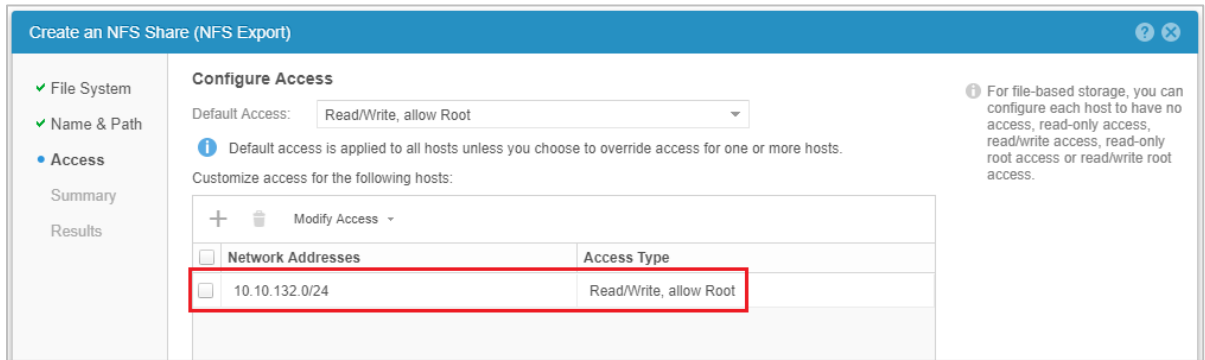 Create an NFS Share (NFS Export)
File System
Name & Path
Access
Summary
Results
Configure Access
Default Access: Read/Write, allow Root
Default access is applied to all hosts unless you choose to override access for one or more hosts.
Customize access for the following hosts:
Modify Access
Network Addresses Access Type
10.10.132.0/24 Read/Write, allow Root
For file-based storage, you can
configure each host to have no
access, read-only access,
read/write access, read-only
root access or read/write root
access.